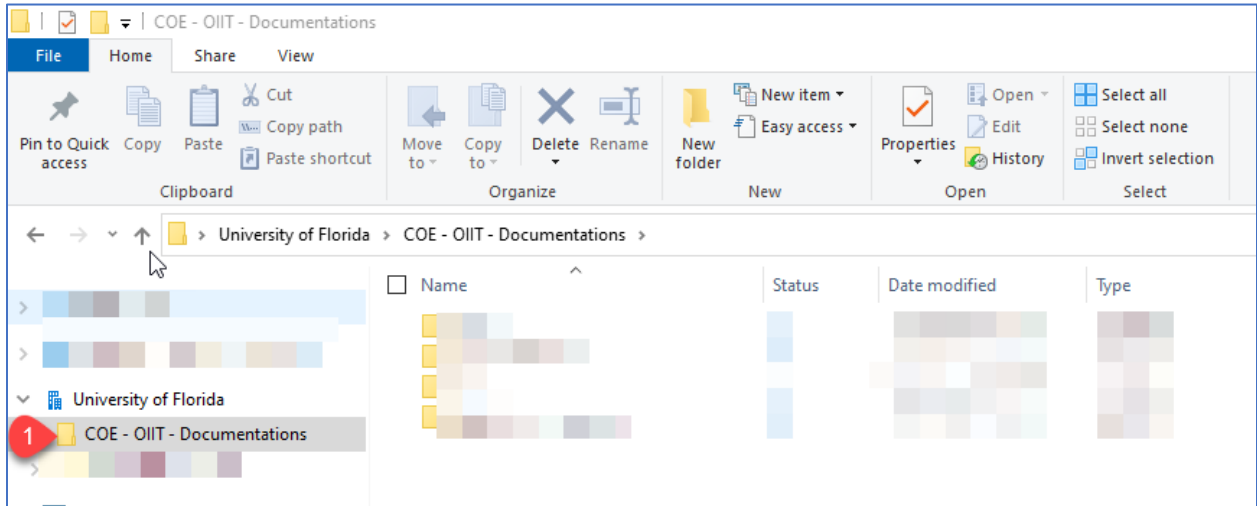 COE - OIIT - Documentations
File Home Share View
Pin to Quick access
Copy
Paste
Cut
Copy path
Paste shortcut
Clipboard
Move to
Copy to
Delete
Rename
Organize
New folder
New item
Easy access
New
Properties
Open
Edit
History
Open
Select all
Select none
Invert selection
Select
University of Florida > COE - OIIT - Documentations >
Name Status Date modified Type
University of Florida
1 COE - OIIT - Documentations